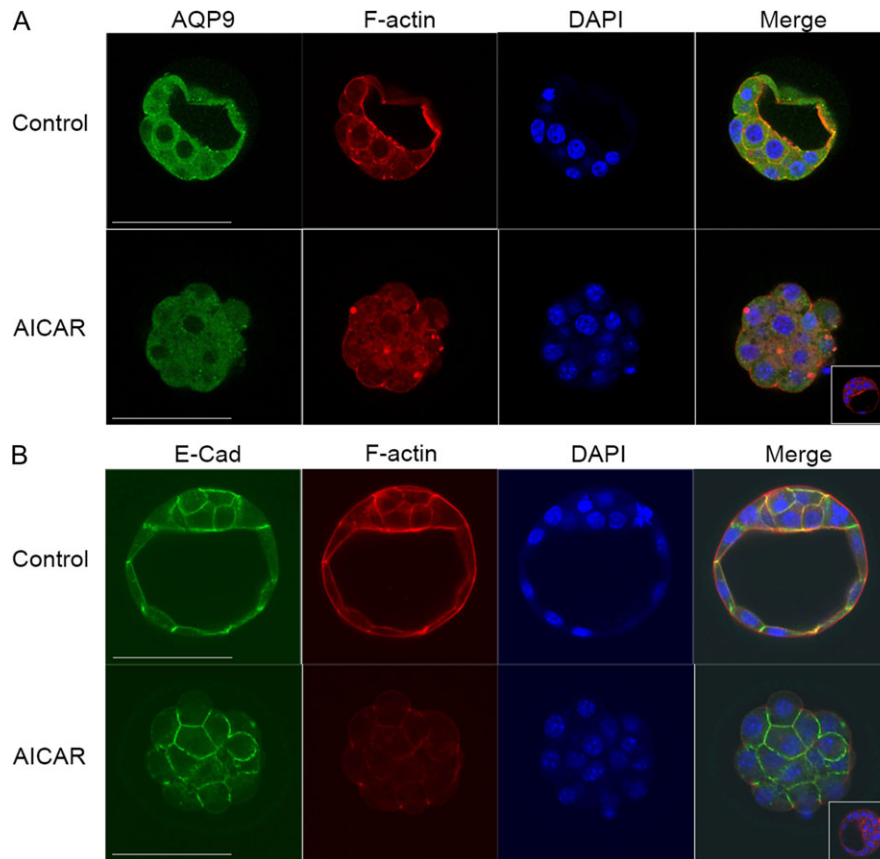 A
AQP9 F-actin DAPI Merge
Control
AICAR
B
E-Cad F-actin DAPI Merge
Control
AICAR